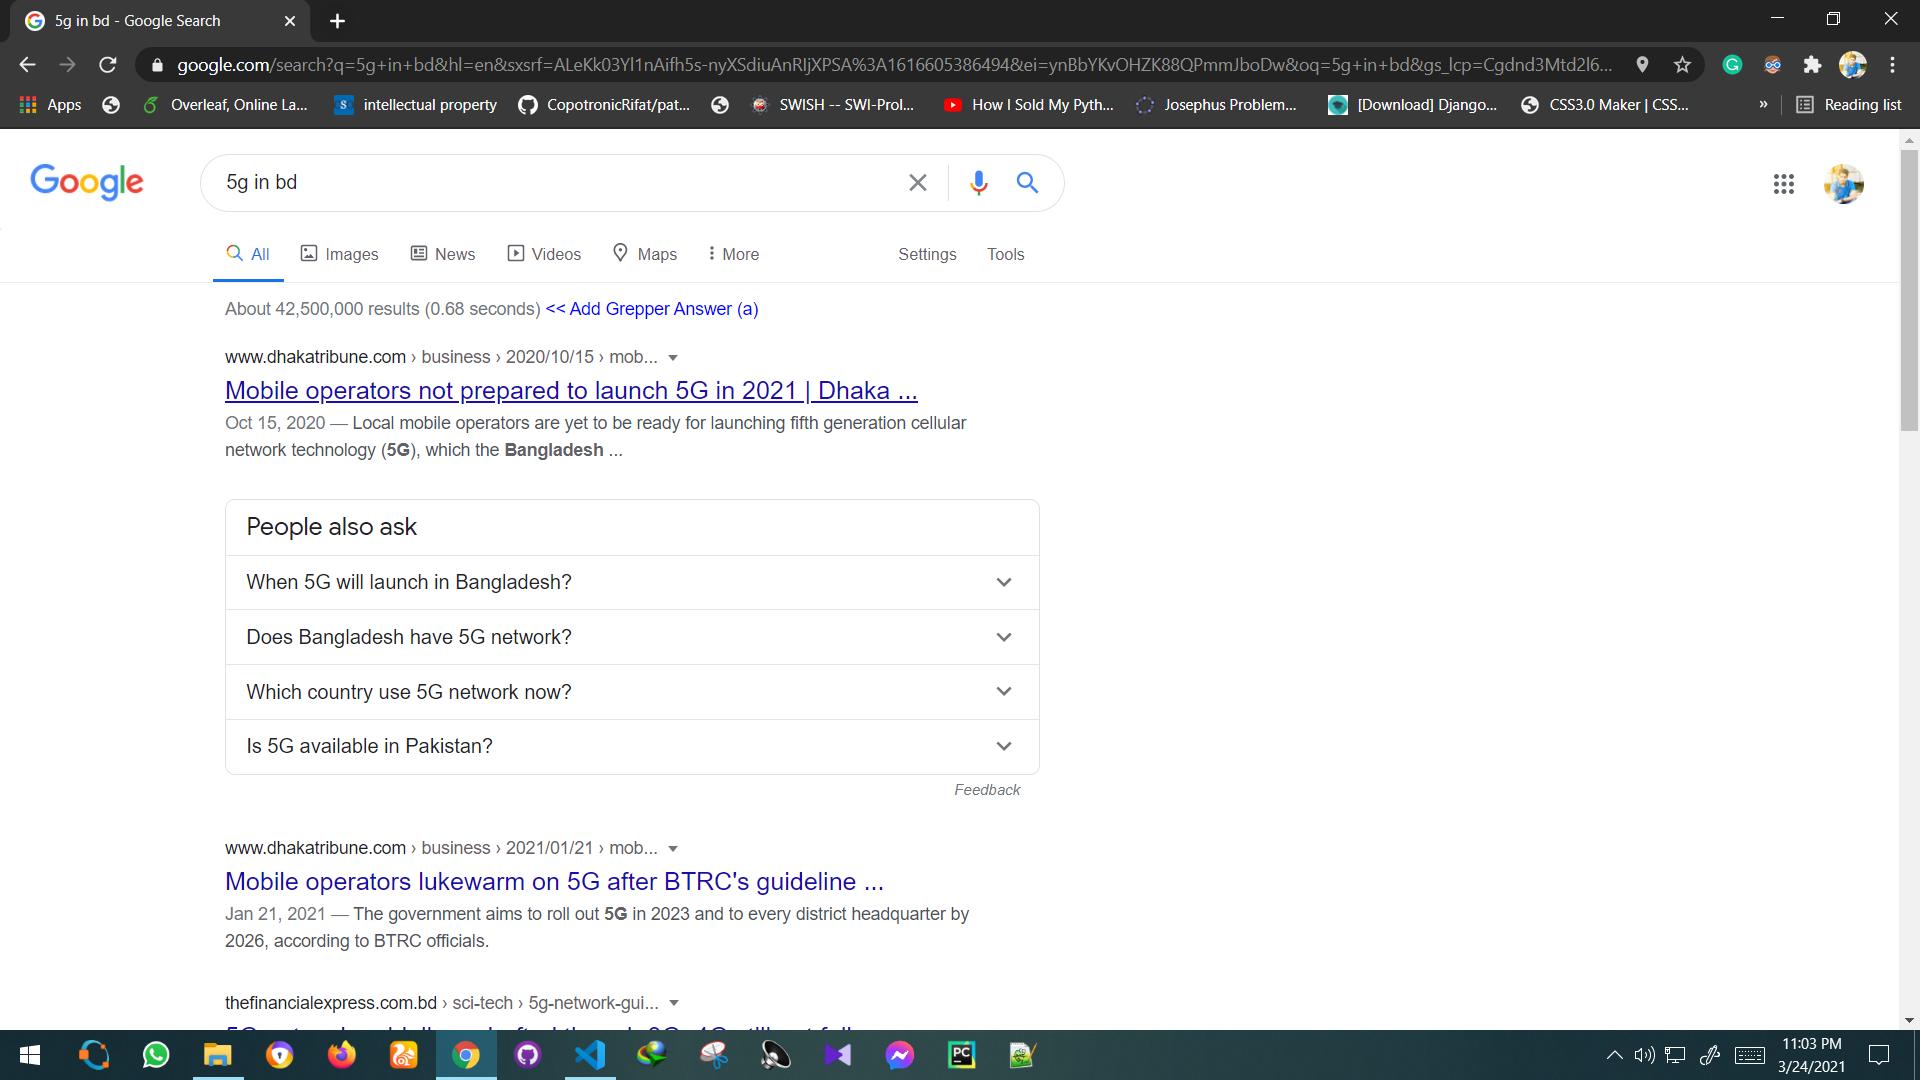 5g in bd - Google Search
google.com/search?q=5g+in+bd&hl=en&sxsrf=ALeKk03Yl1nAifh5s-nyXSdiuAnRIjXPSA%3A1616605386494&ei=ynBbYKvOHZK88QPmmJboDw&oq=5g+in+bd&gs_lcp=Cgdnd3Mtd2l6...
Apps Overleaf, Online La... intellectual property CopotronicRifat/pat... SWISH -- SWI-Prol... How I Sold My Pyth... Josephus Problem... [Download] Django... CSS3.0 Maker | CSS... » Reading list
Google 5g in bd
All Images News Videos Maps More Settings Tools
About 42,500,000 results (0.68 seconds) << Add Grepper Answer (a)
www.dhakatribune.com › business › 2020/10/15 › mob...
Mobile operators not prepared to launch 5G in 2021 | Dhaka ...
Oct 15, 2020 — Local mobile operators are yet to be ready for launching fifth generation cellular
network technology (5G), which the Bangladesh ...
People also ask
When 5G will launch in Bangladesh?
Does Bangladesh have 5G network?
Which country use 5G network now?
Is 5G available in Pakistan?
Feedback
www.dhakatribune.com › business › 2021/01/21 › mob...
Mobile operators lukewarm on 5G after BTRC's guideline ...
Jan 21, 2021 — The government aims to roll out 5G in 2023 and to every district headquarter by
2026, according to BTRC officials.
thefinancialexpress.com.bd › sci-tech › 5g-network-gui...
11:03 PM
3/24/2021